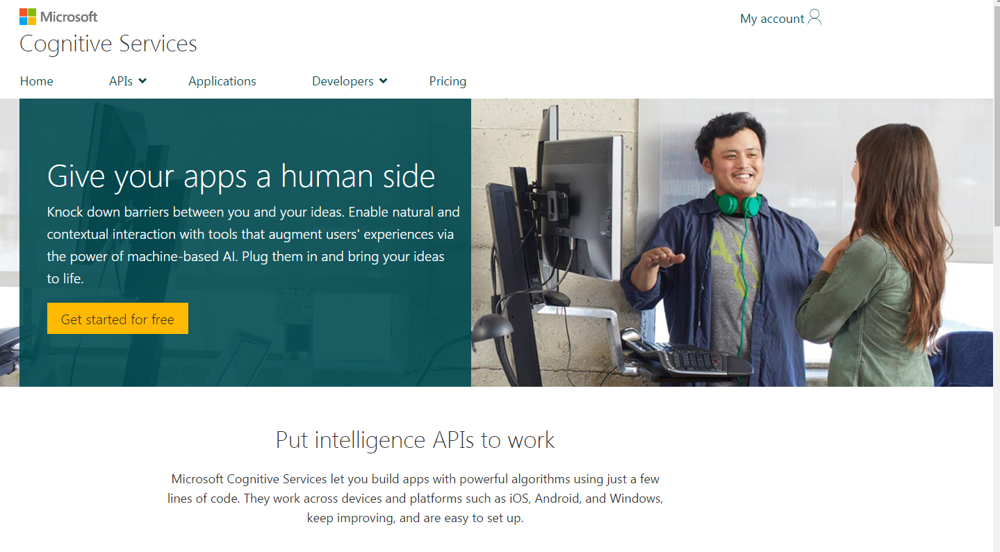 Microsoft
My account
Cognitive Services
Home APIs Applications Developers Pricing
Give your apps a human side
Knock down barriers between you and your ideas. Enable natural and
contextual interaction with tools that augment users' experiences via
the power of machine-based AI. Plug them in and bring your ideas
to life.
Get started for free
Put intelligence APIs to work
Microsoft Cognitive Services let you build apps with powerful algorithms using just a few
lines of code. They work across devices and platforms such as iOS, Android, and Windows,
keep improving, and are easy to set up.